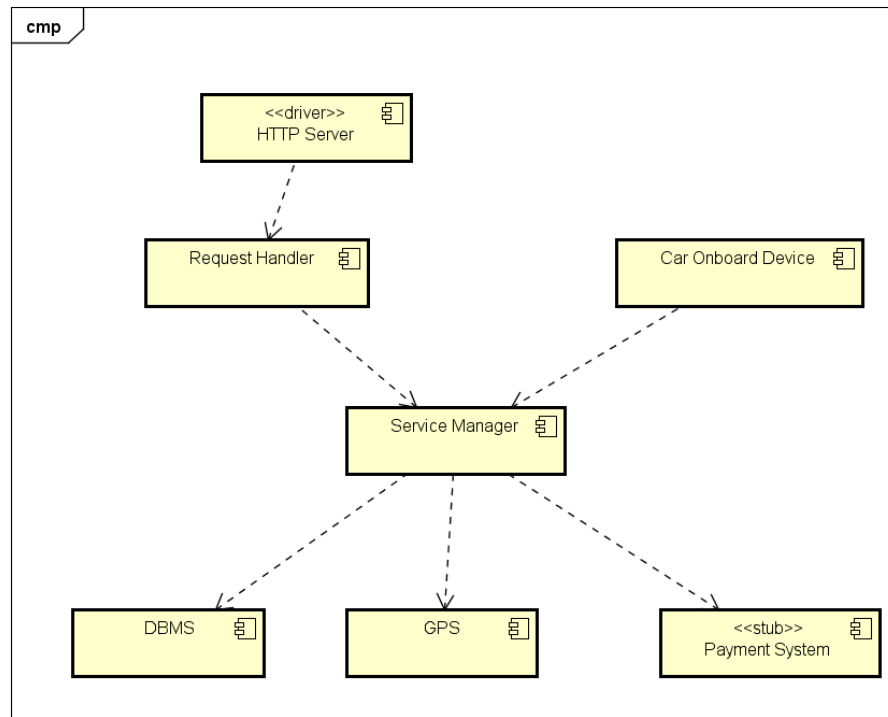 cmp
<<driver>>
HTTP Server
Request Handler
Car Onboard Device
Service Manager
DBMS
GPS
<<stub>>
Payment System